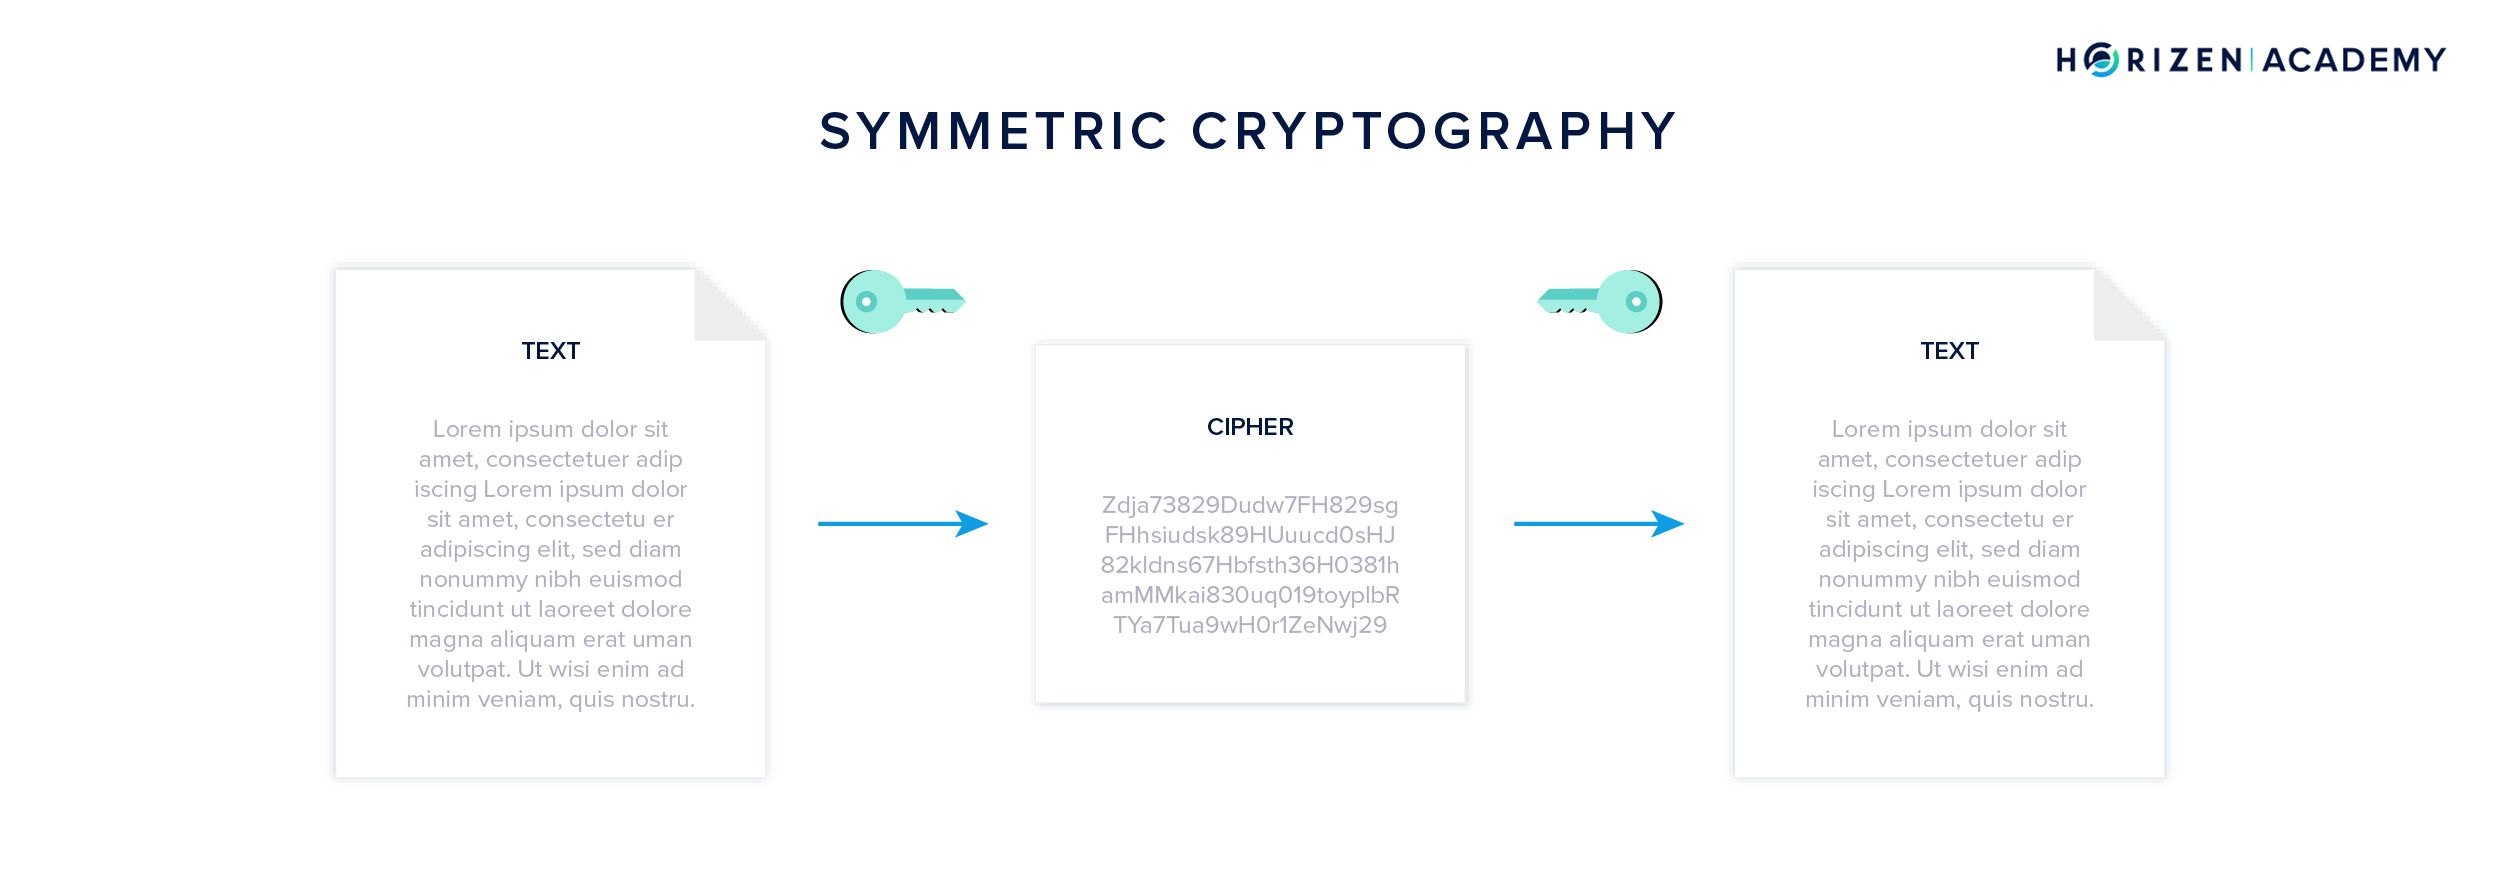 HORIZEN|ACADEMY
SYMMETRIC CRYPTOGRAPHY
TEXT
Lorem ipsum dolor sit
amet, consectetuer adip
iscing Lorem ipsum dolor
sit amet, consectetu er
adipiscing elit, sed diam
nonummy nibh euismod
tincidunt ut laoreet dolore
magna aliquam erat uman
volutpat. Ut wisi enim ad
minim veniam, quis nostru.
CIPHER
Zdja73829Dudw7FH829sg
FHhsiudsk89HUuucd0sHJ
82kldns67Hbfsth36H0381h
amMMkai830uq019toyplbR
TYa7Tua9wH0r1ZeNwj29
TEXT
Lorem ipsum dolor sit
amet, consectetuer adip
iscing Lorem ipsum dolor
sit amet, consectetu er
adipiscing elit, sed diam
nonummy nibh euismod
tincidunt ut laoreet dolore
magna aliquam erat uman
volutpat. Ut wisi enim ad
minim veniam, quis nostru.